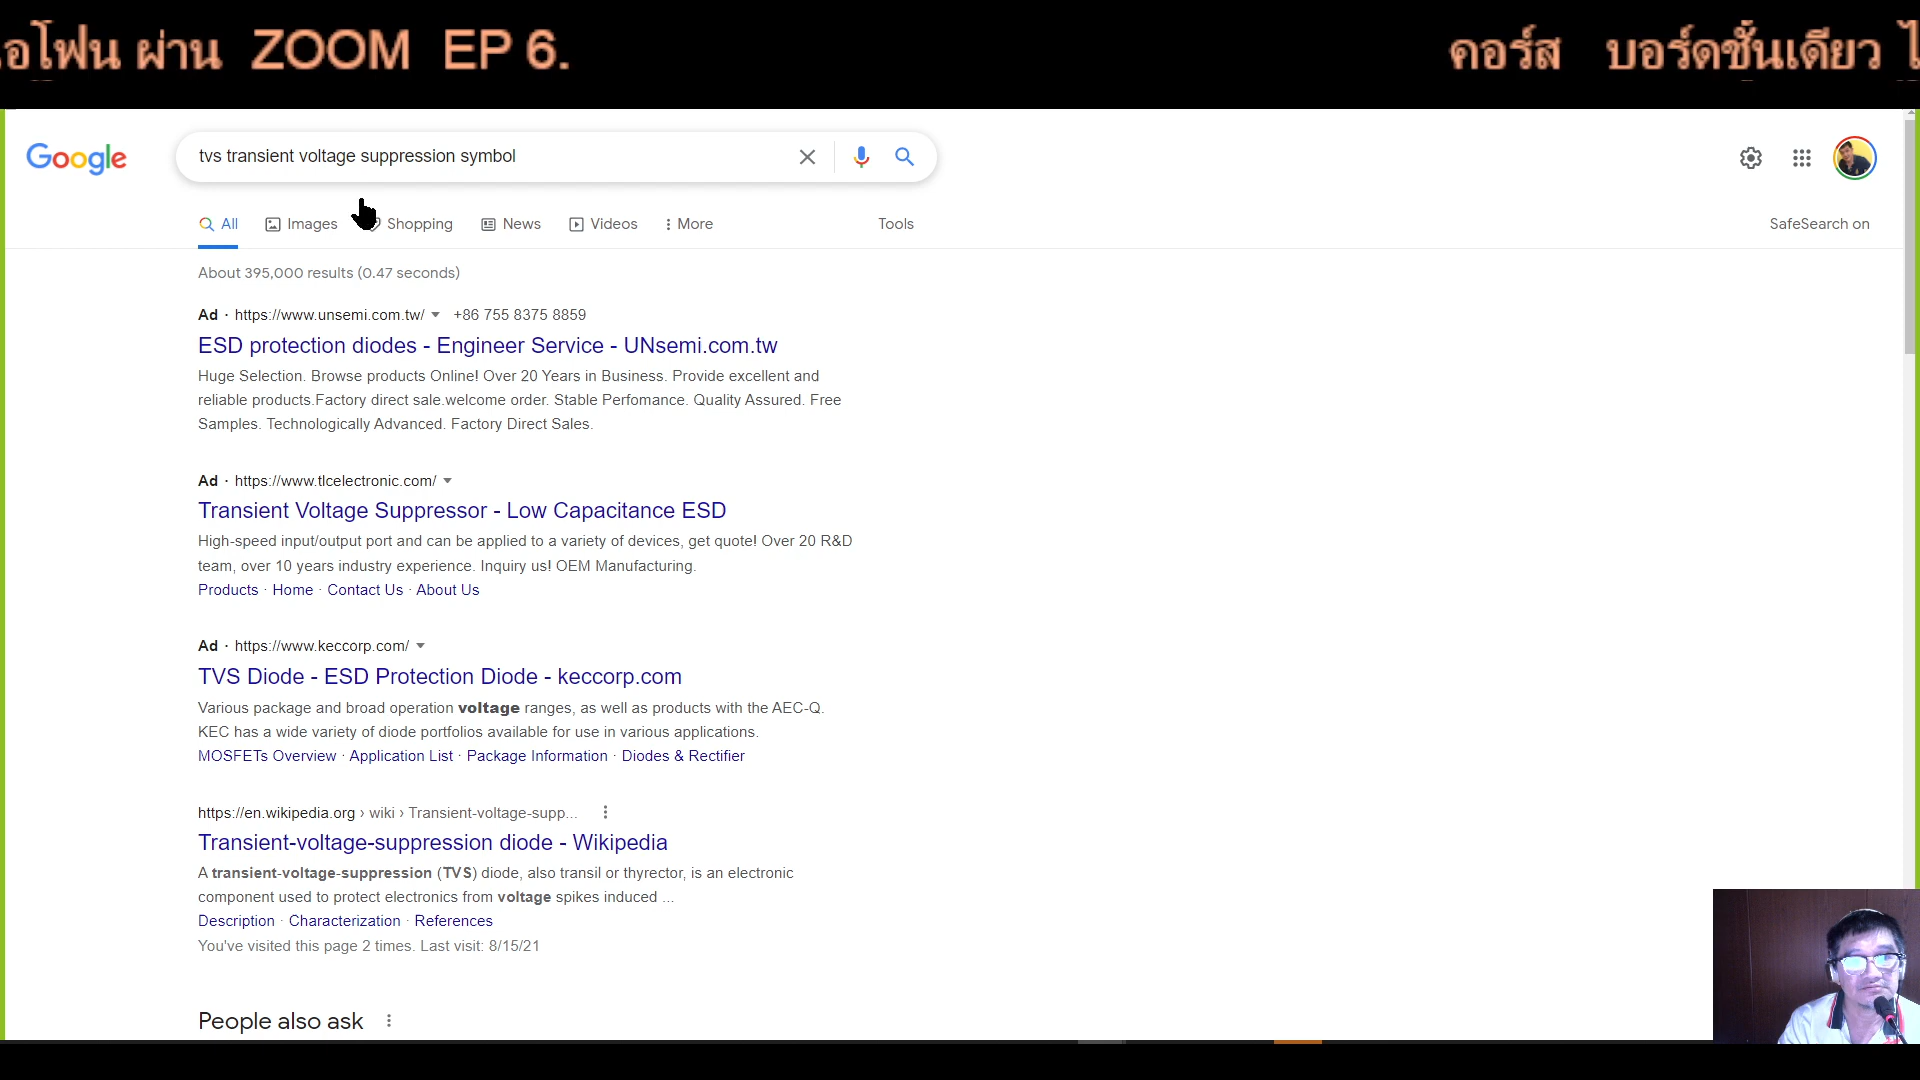 โฟน ผ่าน ZOOM EP 6.
คอร์ส บอร์ดชั้นเดียว
Google
tvs transient voltage suppression symbol
All
Images
Shopping
News
Videos
More
Tools
SafeSearch on
About 395,000 results (0.47 seconds)
Ad · https://www.unsemi.com.tw/ +86 755 8375 8859
ESD protection diodes - Engineer Service - UNsemi.com.tw
Huge Selection. Browse products Online! Over 20 Years in Business. Provide excellent and
reliable products.Factory direct sale.welcome order. Stable Perfomance. Quality Assured. Free
Samples. Technologically Advanced. Factory Direct Sales.
Ad · https://www.tlcelectronic.com/
Transient Voltage Suppressor - Low Capacitance ESD
High-speed input/output port and can be applied to a variety of devices, get quote! Over 20 R&D
team, over 10 years industry experience. Inquiry us! OEM Manufacturing.
Products · Home · Contact Us · About Us
Ad · https://www.keccorp.com/
TVS Diode - ESD Protection Diode - keccorp.com
Various package and broad operation voltage ranges, as well as products with the AEC-Q.
KEC has a wide variety of diode portfolios available for use in various applications.
MOSFETs Overview · Application List · Package Information · Diodes & Rectifier
https://en.wikipedia.org › wiki › Transient-voltage-supp...
Transient-voltage-suppression diode - Wikipedia
A transient-voltage-suppression (TVS) diode, also transil or thyrector, is an electronic
component used to protect electronics from voltage spikes induced ...
Description · Characterization · References
You've visited this page 2 times. Last visit: 8/15/21
People also ask